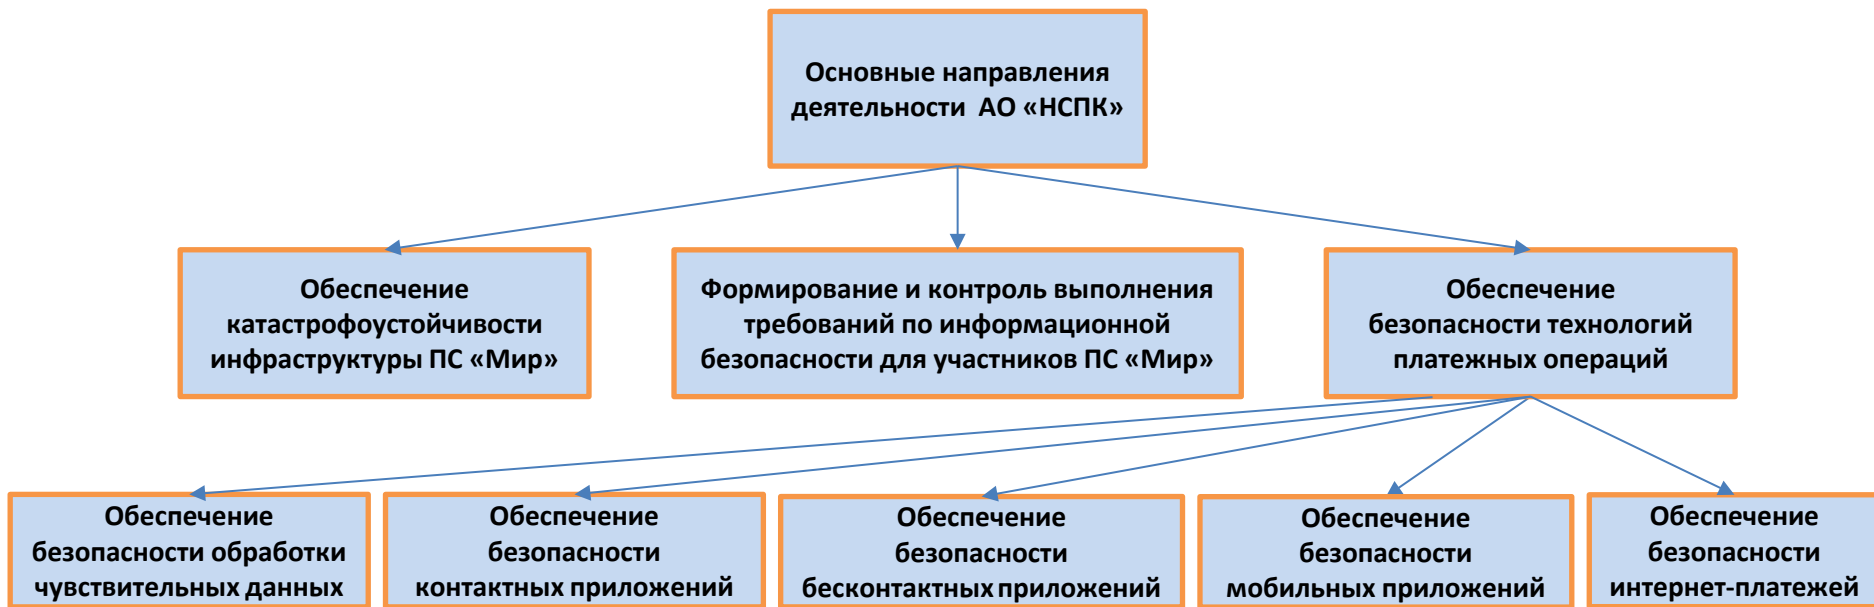 Основные направления
деятельности АО «НСПК»
Обеспечение
катастрофоустойчивости
инфраструктуры ПС «Мир»
Формирование и контроль выполнения
требований по информационной
безопасности для участников ПС «Мир»
Обеспечение
безопасности технологий
платежных операций
Обеспечение
безопасности обработки
чувствительных данных
Обеспечение
безопасности
контактных приложений
Обеспечение
безопасности
бесконтактных приложений
Обеспечение
безопасности
мобильных приложений
Обеспечение
безопасности
интернет-платежей